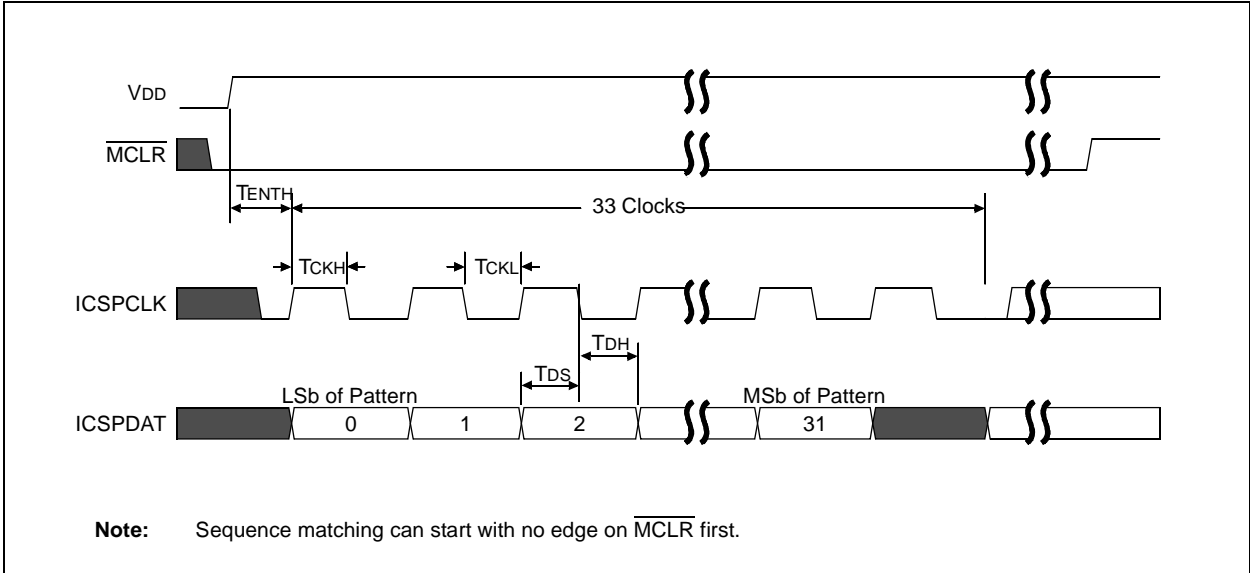 VDD
MCLR
TENTH
33 Clocks
TCKH
TCKL
ICSPCLK
TDH
TDS
LSb of Pattern
MSb of Pattern
ICSPDAT
0
1
2
31
Note: Sequence matching can start with no edge on MCLR first.